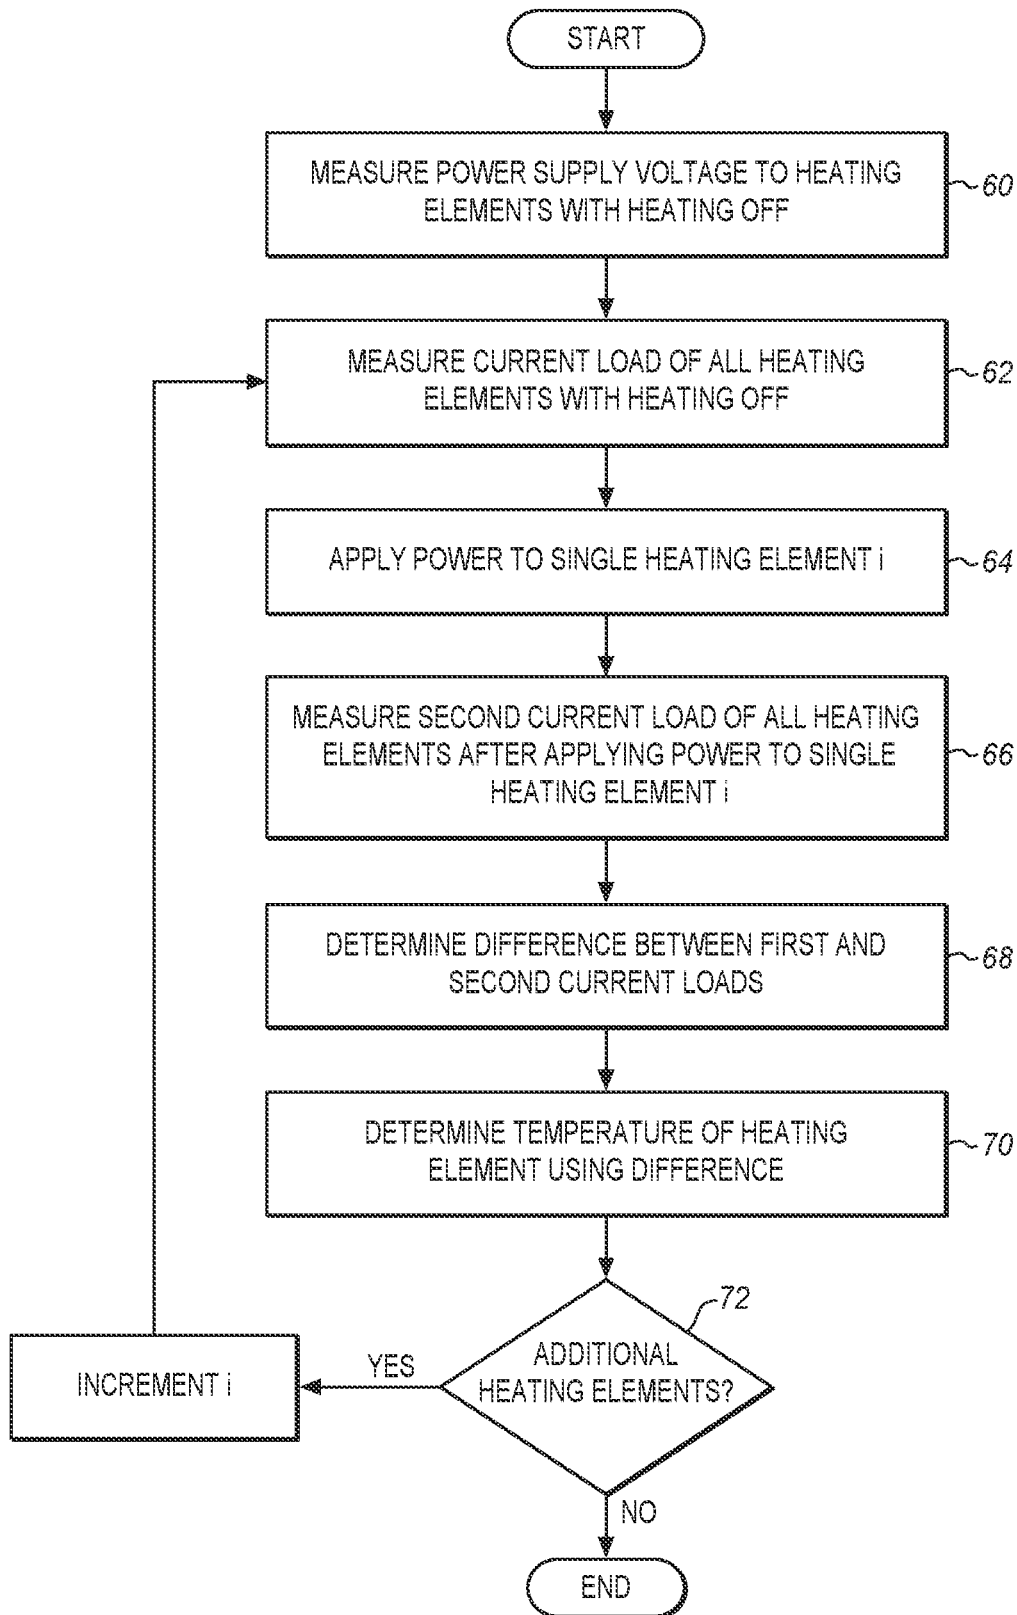 START
MEASURE POWER SUPPLY VOLTAGE TO HEATING
ELEMENTS WITH HEATING OFF
60
MEASURE CURRENT LOAD OF ALL HEATING
ELEMENTS WITH HEATING OFF
62
APPLY POWER TO SINGLE HEATING ELEMENT i
64
MEASURE SECOND CURRENT LOAD OF ALL HEATING
ELEMENTS AFTER APPLYING POWER TO SINGLE
HEATING ELEMENT i
66
DETERMINE DIFFERENCE BETWEEN FIRST AND
SECOND CURRENT LOADS
68
DETERMINE TEMPERATURE OF HEATING
ELEMENT USING DIFFERENCE
70
72
ADDITIONAL
HEATING ELEMENTS?
YES
INCREMENT i
NO
END